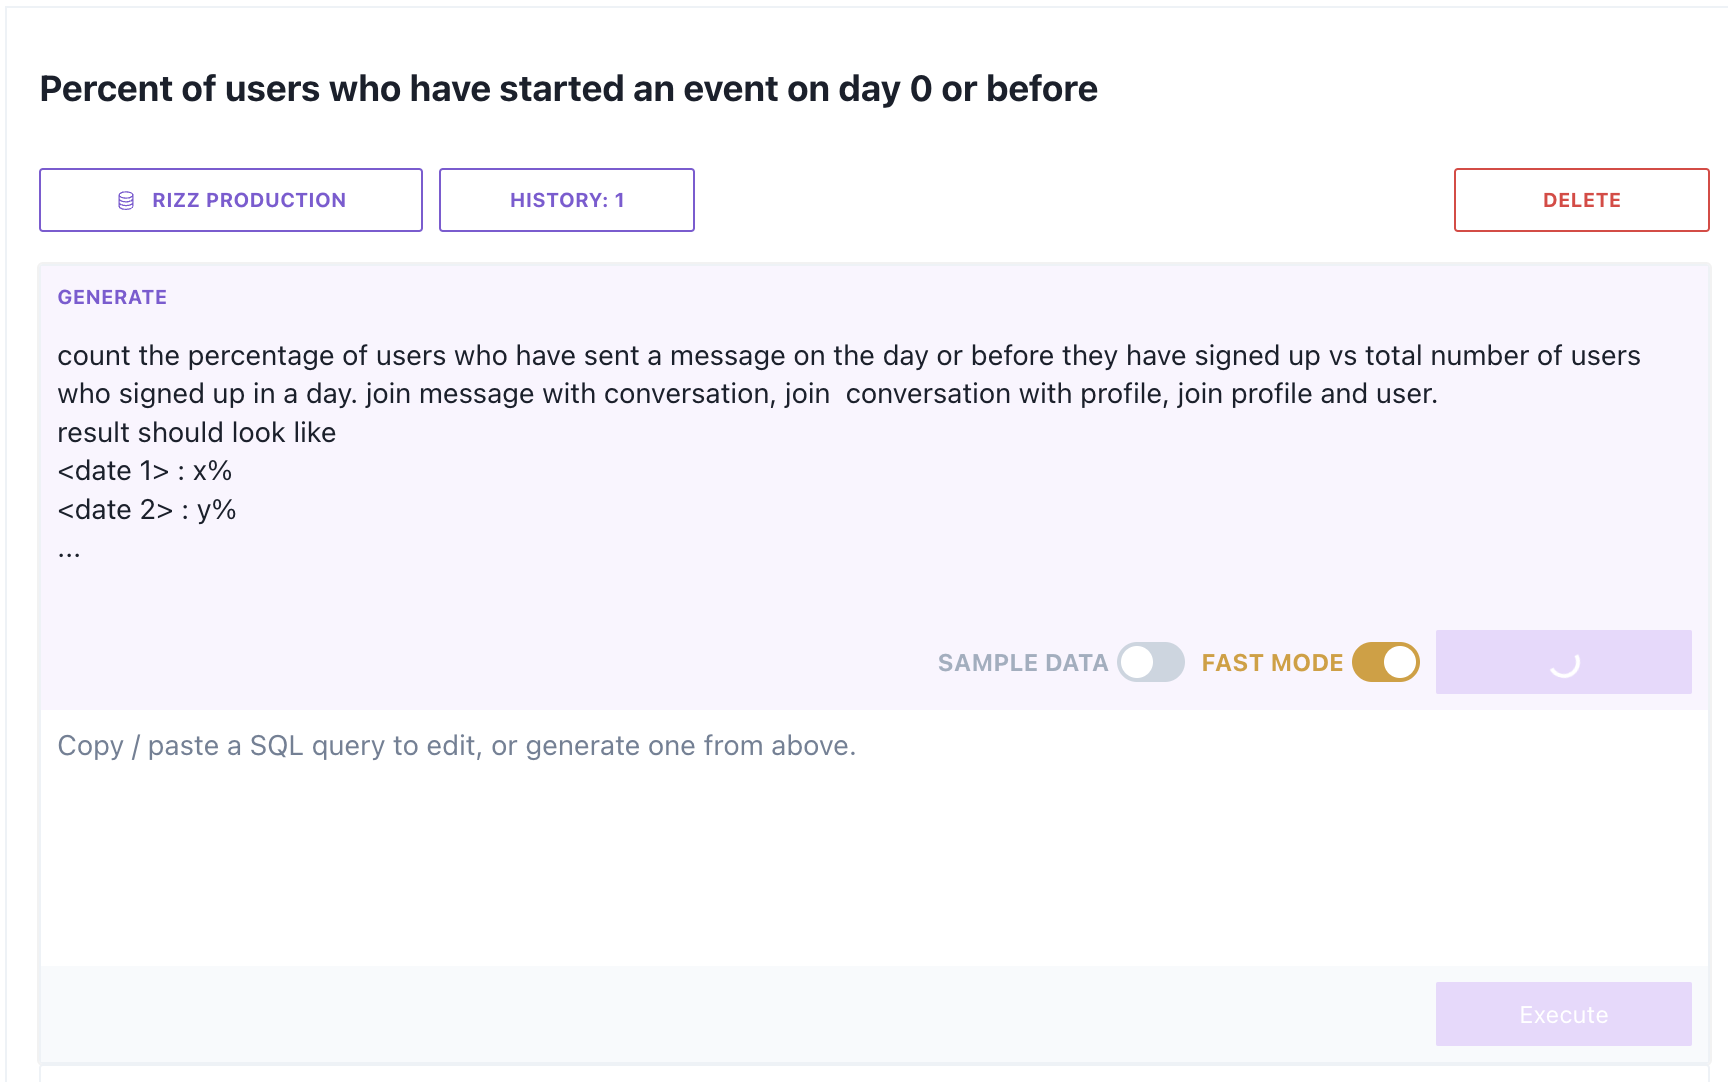 Percent of users who have started an event on day 0 or before
RIZZ PRODUCTION
HISTORY: 1
DELETE
GENERATE
count the percentage of users who have sent a message on the day or before they have signed up vs total number of users
who signed up in a day. join message with conversation, join  conversation with profile, join profile and user.
result should look like
<date 1> : x%
<date 2> : y%
...
SAMPLE DATA
FAST MODE
Copy / paste a SQL query to edit, or generate one from above.
Execute